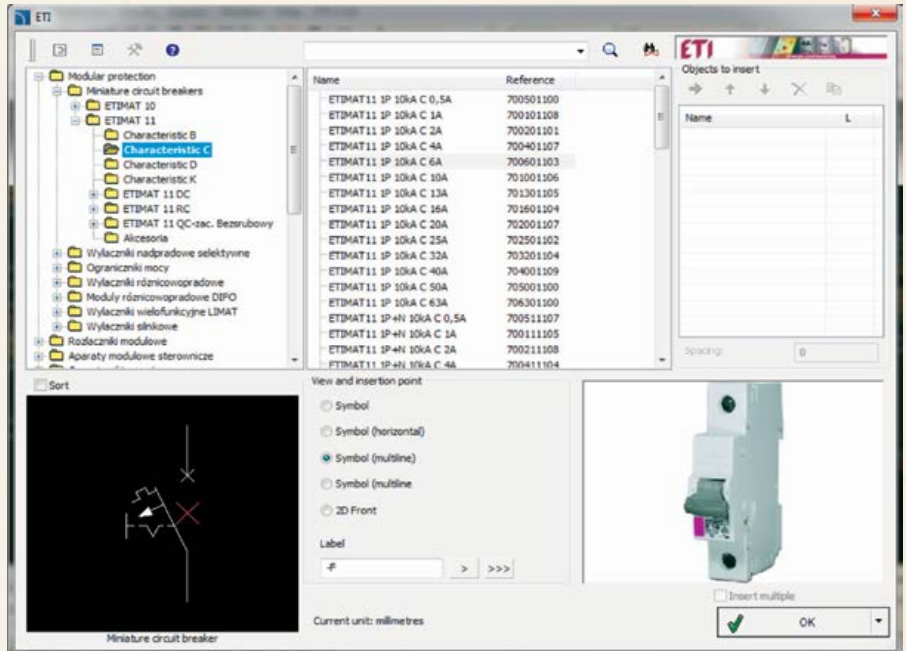 ETI
ETI
Modular protection
Miniature circuit breakers
ETIMAT 10
ETIMAT 11
Characteristic B
Characteristic C
Characteristic D
Characteristic K
ETIMAT 11 DC
ETIMAT 11 RC
ETIMAT 11 QC-zac. Bezsrubowy
Akcesoria
Wylaczniki nadpradowe selektywne
Ograniczniki mocy
Wylaczniki róznicowopradowe
Moduly róznicowopradowe DIFO
Wylaczniki wielofunkcyjne LIMAT
Wylaczniki silnkowe
Rozlaczniki modulowe
Aparaty modulowe sterownicze
Name Reference
ETIMAT11 1P 10kA C 0,5A 700501100
ETIMAT11 1P 10kA C 1A 700101108
ETIMAT11 1P 10kA C 2A 700201101
ETIMAT11 1P 10kA C 4A 700401107
ETIMAT11 1P 10kA C 6A 700601103
ETIMAT11 1P 10kA C 10A 701001106
ETIMAT11 1P 10kA C 13A 701301105
ETIMAT11 1P 10kA C 16A 701601104
ETIMAT11 1P 10kA C 20A 702001107
ETIMAT11 1P 10kA C 25A 702501102
ETIMAT11 1P 10kA C 32A 703201104
ETIMAT11 1P 10kA C 40A 704001109
ETIMAT11 1P 10kA C 50A 705001100
ETIMAT11 1P 10kA C 63A 706301100
ETIMAT11 1P+N 10kA C 0,5A 700511107
ETIMAT11 1P+N 10kA C 1A 700111105
ETIMAT11 1P+N 10kA C 2A 700211108
ETIMAT11 1P+N 10kA C 4A 700411104
Objects to insert
Name L
Spacing: 0
Sort
Miniature circuit breaker
View and insertion point
Symbol
Symbol (horizontal)
Symbol (multiline)
Symbol (multiline
2D Front
Label
-F > >>>
Current unit: millimetres
Insert multiple
OK